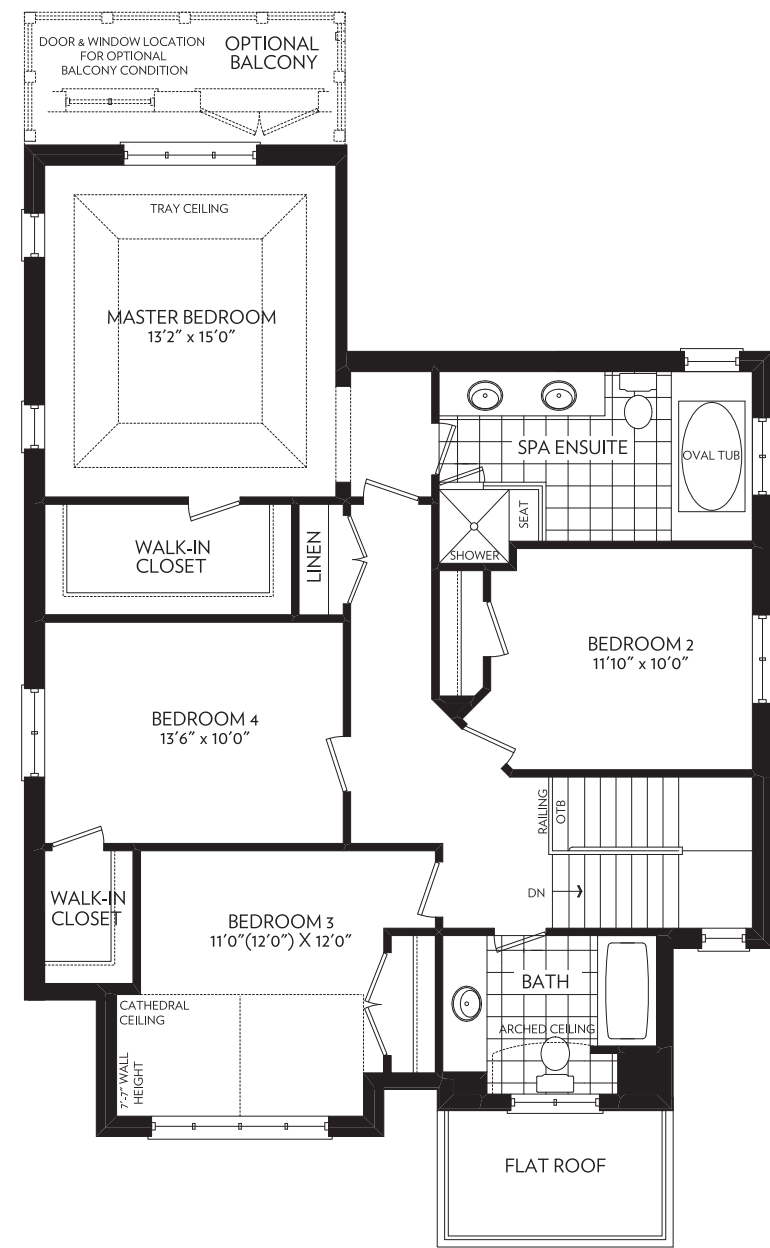 DOOR & WINDOW LOCATION
FOR OPTIONAL
BALCONY CONDITION
OPTIONAL
BALCONY
TRAY CEILING
MASTER BEDROOM
13'2" x 15'0"
SPA ENSUITE
OVAL TUB
SEAT
SHOWER
WALK-IN
CLOSET
LINEN
BEDROOM 2
11'10" x 10'0"
BEDROOM 4
13'6" x 10'0"
RAILING
OTB
DN
WALK-IN
CLOSET
BEDROOM 3
11'0"(12'0") X 12'0"
CATHEDRAL
CEILING
7'-7" WALL
HEIGHT
BATH
ARCHED CEILING
FLAT ROOF